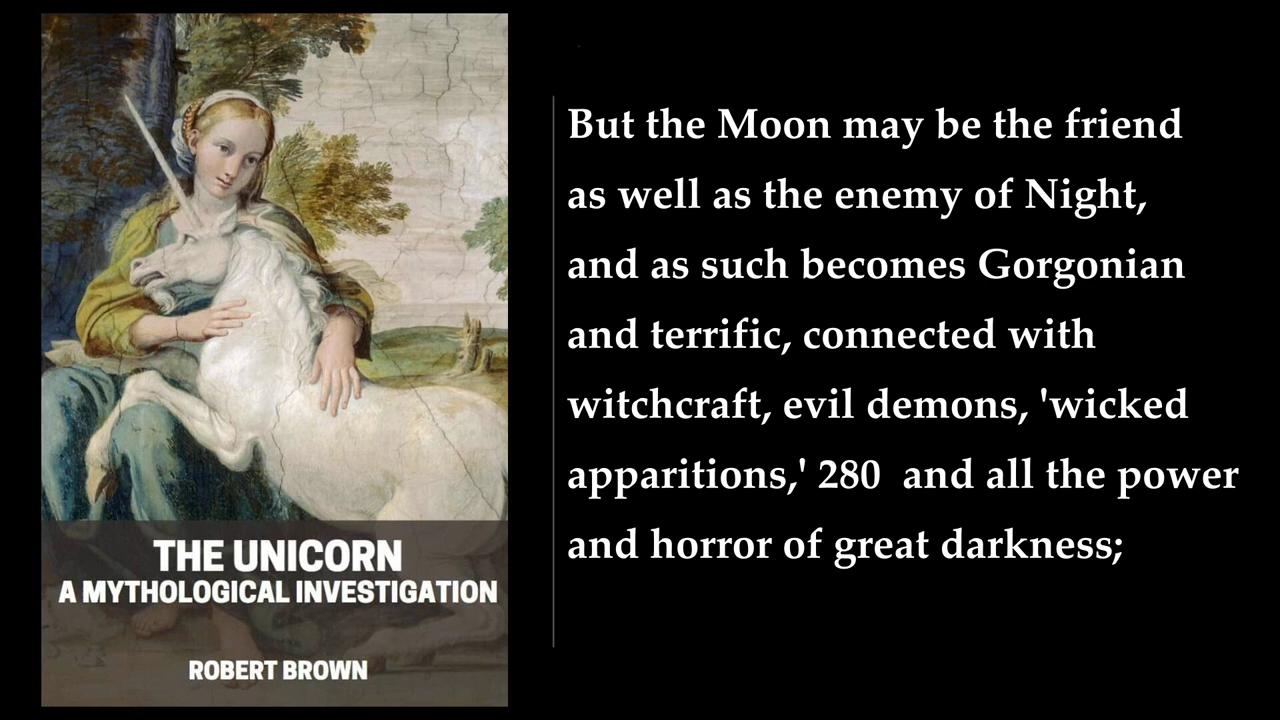 THE UNICORN
A MYTHOLOGICAL INVESTIGATION
ROBERT BROWN
But the Moon may be the friend
as well as the enemy of Night,
and as such becomes Gorgonian
and terrific, connected with
witchcraft, evil demons, 'wicked
apparitions,' 280  and all the power
and horror of great darkness;